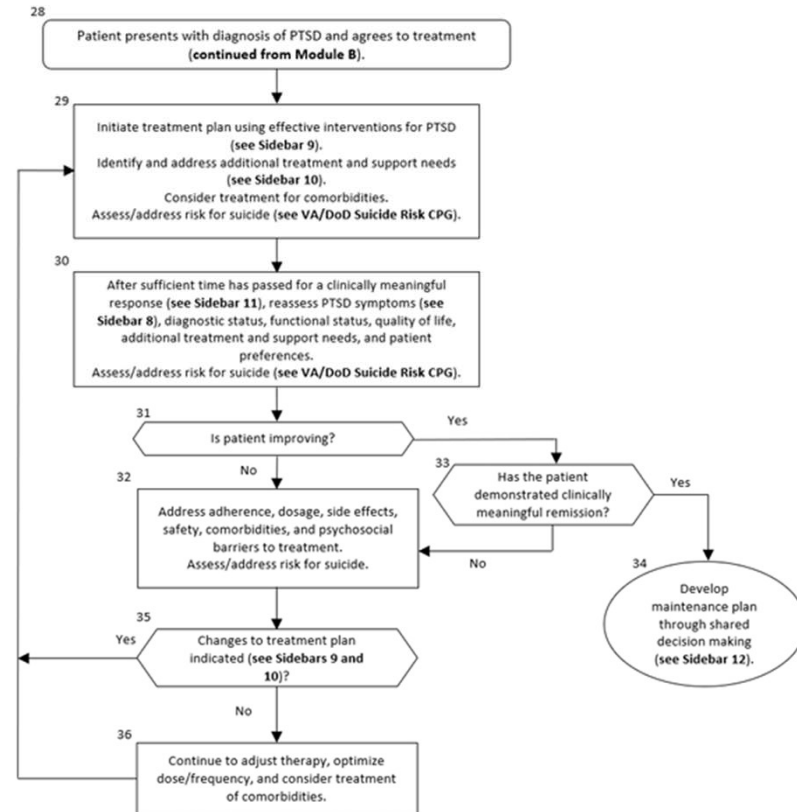 28
Patient presents with diagnosis of PTSD and agrees to treatment
(continued from Module B).
29
Initiate treatment plan using effective interventions for PTSD
(see Sidebar 9).
Identify and address additional treatment and support needs
(see Sidebar 10).
Consider treatment for comorbidities.
Assess/address risk for suicide (see VA/DoD Suicide Risk CPG).
30
After sufficient time has passed for a clinically meaningful
response (see Sidebar 11), reassess PTSD symptoms (see
Sidebar 8), diagnostic status, functional status, quality of life,
additional treatment and support needs, and patient
preferences.
Assess/address risk for suicide (see VA/DoD Suicide Risk CPG).
31
Is patient improving?
Yes
No
33
Has the patient
demonstrated clinically
meaningful remission?
Yes
No
32
Address adherence, dosage, side effects,
safety, comorbidities, and psychosocial
barriers to treatment.
Assess/address risk for suicide.
34
Develop
maintenance plan
through shared
decision making
(see Sidebar 12).
35
Yes
Changes to treatment plan
indicated (see Sidebars 9 and
10)?
No
36
Continue to adjust therapy, optimize
dose/frequency, and consider treatment
of comorbidities.